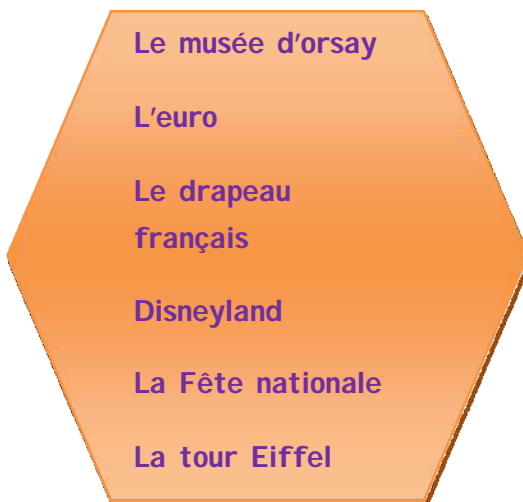 Le musée d'orsay
L'euro
Le drapeau
français
Disneyland
La Fête nationale
La tour Eiffel